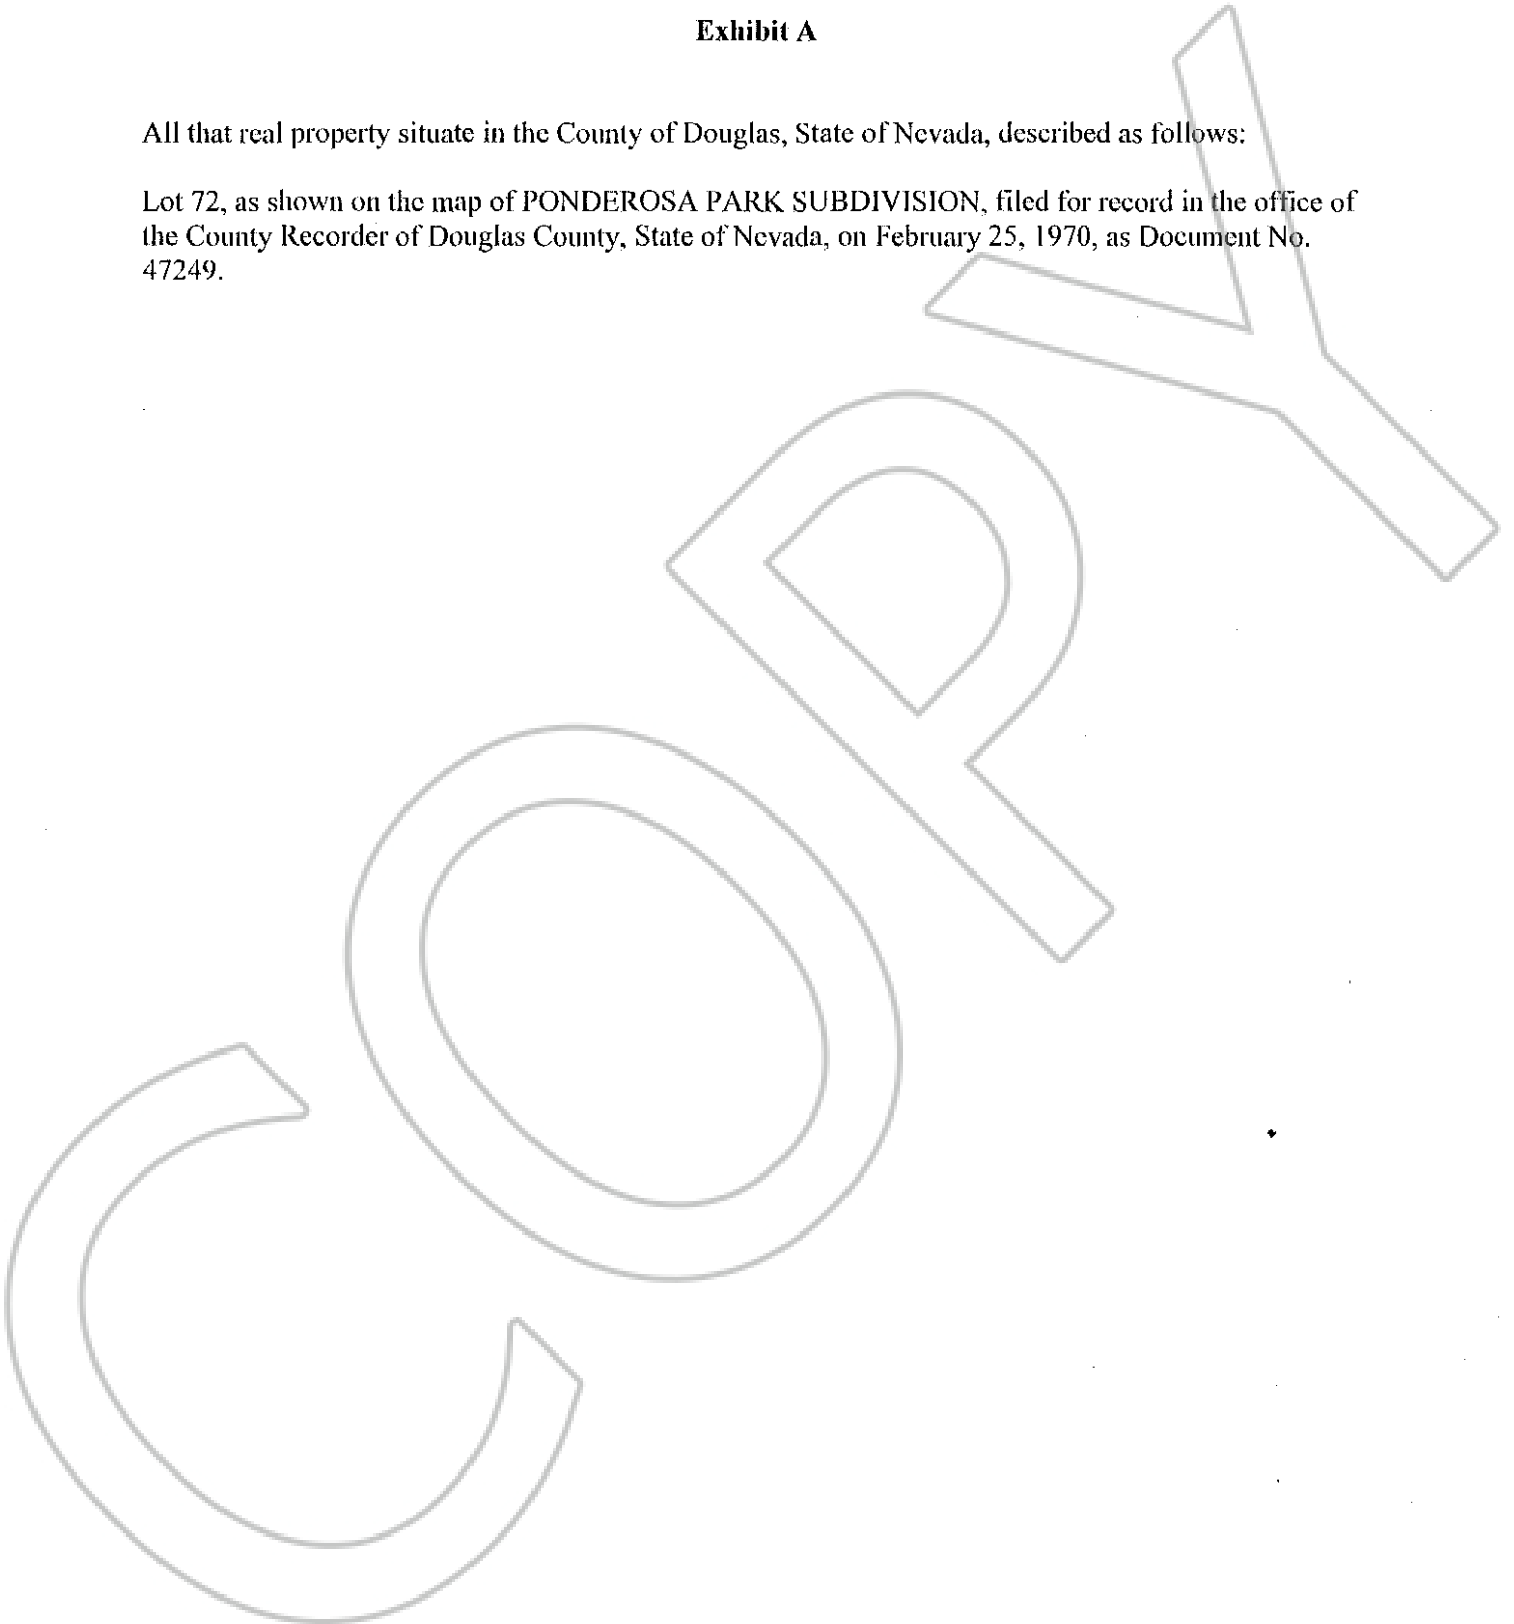 Exhibit A
All that real property situate in the County of Douglas, State of Nevada, described as follows:
Lot 72, as shown on the map of PONDEROSA PARK SUBDIVISION, filed for record in the office of
the County Recorder of Douglas County, State of Nevada, on February 25, 1970, as Document No.
47249.
COPY